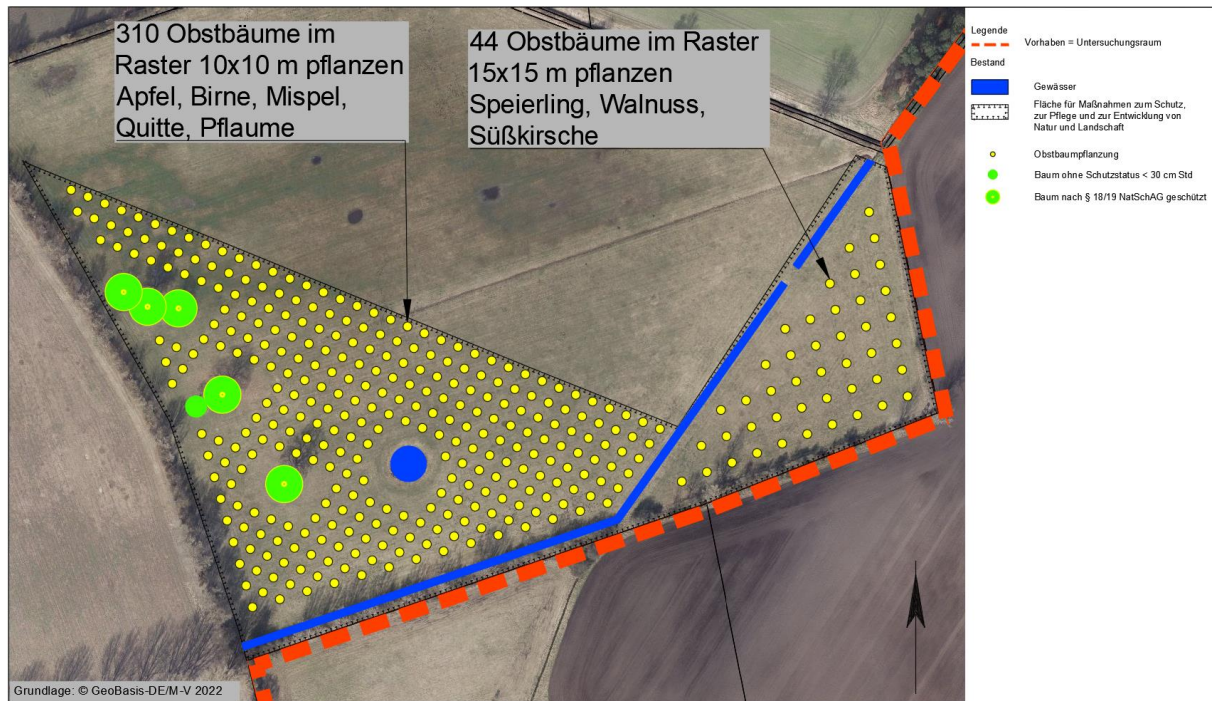 310 Obstbäume im
Raster 10x10 m pflanzen
Apfel, Birne, Mispel,
Quitte, Pflaume
44 Obstbäume im Raster
15x15 m pflanzen
Speierling, Walnuss,
Süßkirsche
Legende
Vorhaben = Untersuchungsraum
Bestand
Gewässer
Fläche für Maßnahmen zum Schutz,
zur Pflege und zur Entwicklung von
Natur und Landschaft
Obstbaumpflanzung
Baum ohne Schutzstatus < 30 cm Std
Baum nach § 18/19 NatSchAG geschützt
Grundlage: © GeoBasis-DE/M-V 2022